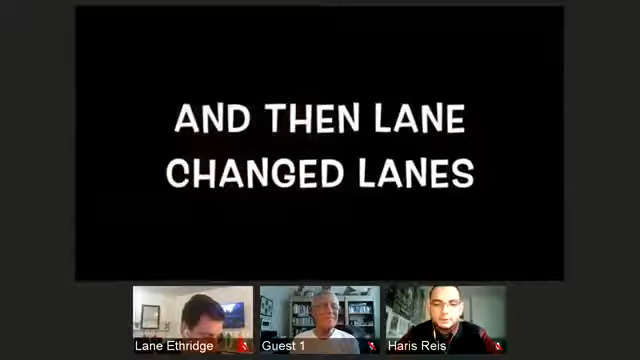 AND THEN LANE
CHANGED LANES
Lane Ethridge
Guest 1
Haris Reis